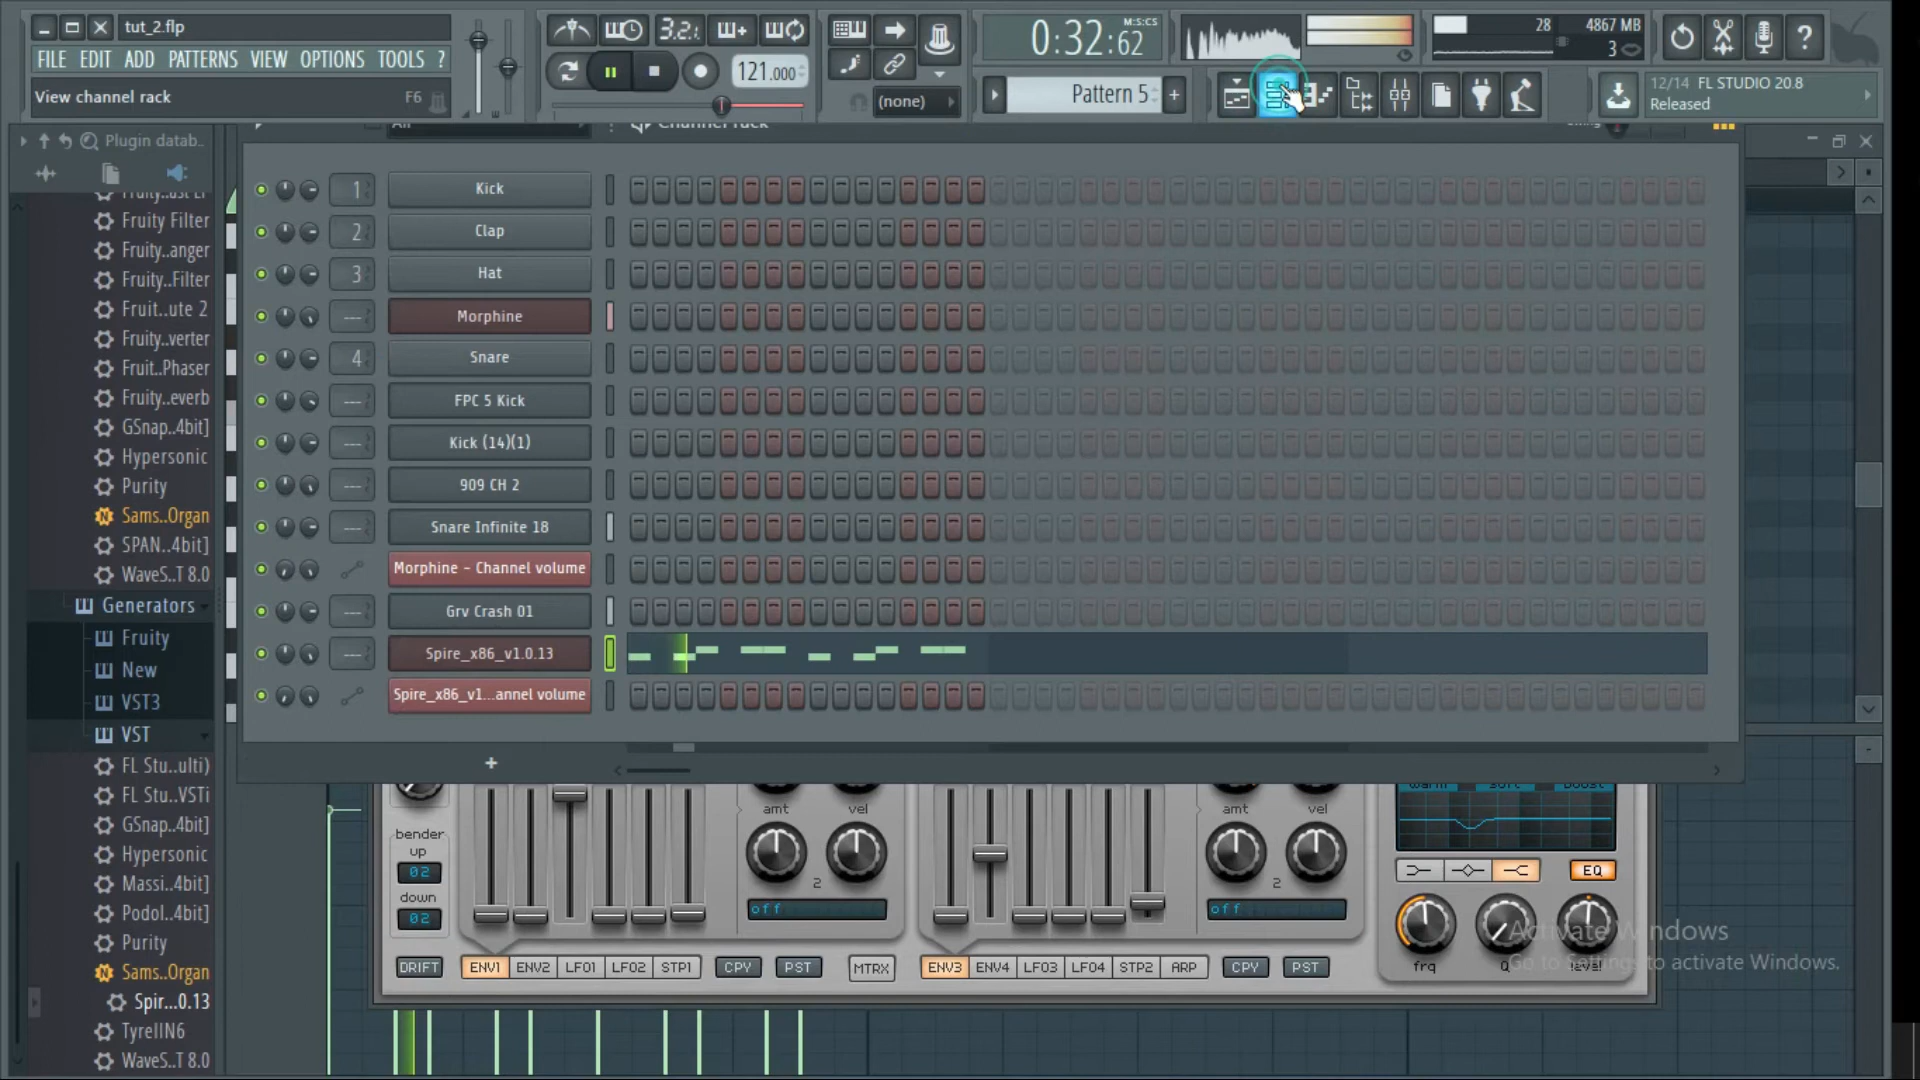 tut_2.flp
FILE EDIT ADD PATTERNS VIEW OPTIONS TOOLS ?
View channel rack F6
3.2.
121.000
(none)
0:32:62
M:S:CS
Pattern 5
28
4867 MB
3
12/14 FL STUDIO 20.8
Released
Plugin datab..
Fruity Filter
Fruity..anger
Fruity..Filter
Fruit..ute 2
Fruity..verter
Fruit..Phaser
Fruity..everb
GSnap..4bit]
Hypersonic
Purity
Sams..Organ
SPAN..4bit]
WaveS..T 8.0
Generators
Fruity
New
VST3
VST
FL Stu..ulti)
FL Stu..VSTi
GSnap..4bit]
Hypersonic
Massi..4bit]
Podol..4bit]
Purity
Sams..Organ
Spir...0.13
TyrellN6
WaveS..T 8.0
All
Channel rack
1 Kick
2 Clap
3 Hat
--- Morphine
4 Snare
--- FPC 5 Kick
--- Kick (14)(1)
--- 909 CH 2
--- Snare Infinite 18
Morphine – Channel volume
--- Grv Crash 01
--- Spire_x86_v1.0.13
Spire_x86_v1...annel volume
+
bender
up
02
down
02
amt vel
2
off
amt vel
2
off
warm soft boost
EQ
frq Q level
DRIFT ENV1 ENV2 LFO1 LFO2 STP1 CPY PST MTRX ENV3 ENV4 LFO3 LFO4 STP2 ARP CPY PST
Activate Windows
Go to Settings to activate Windows.